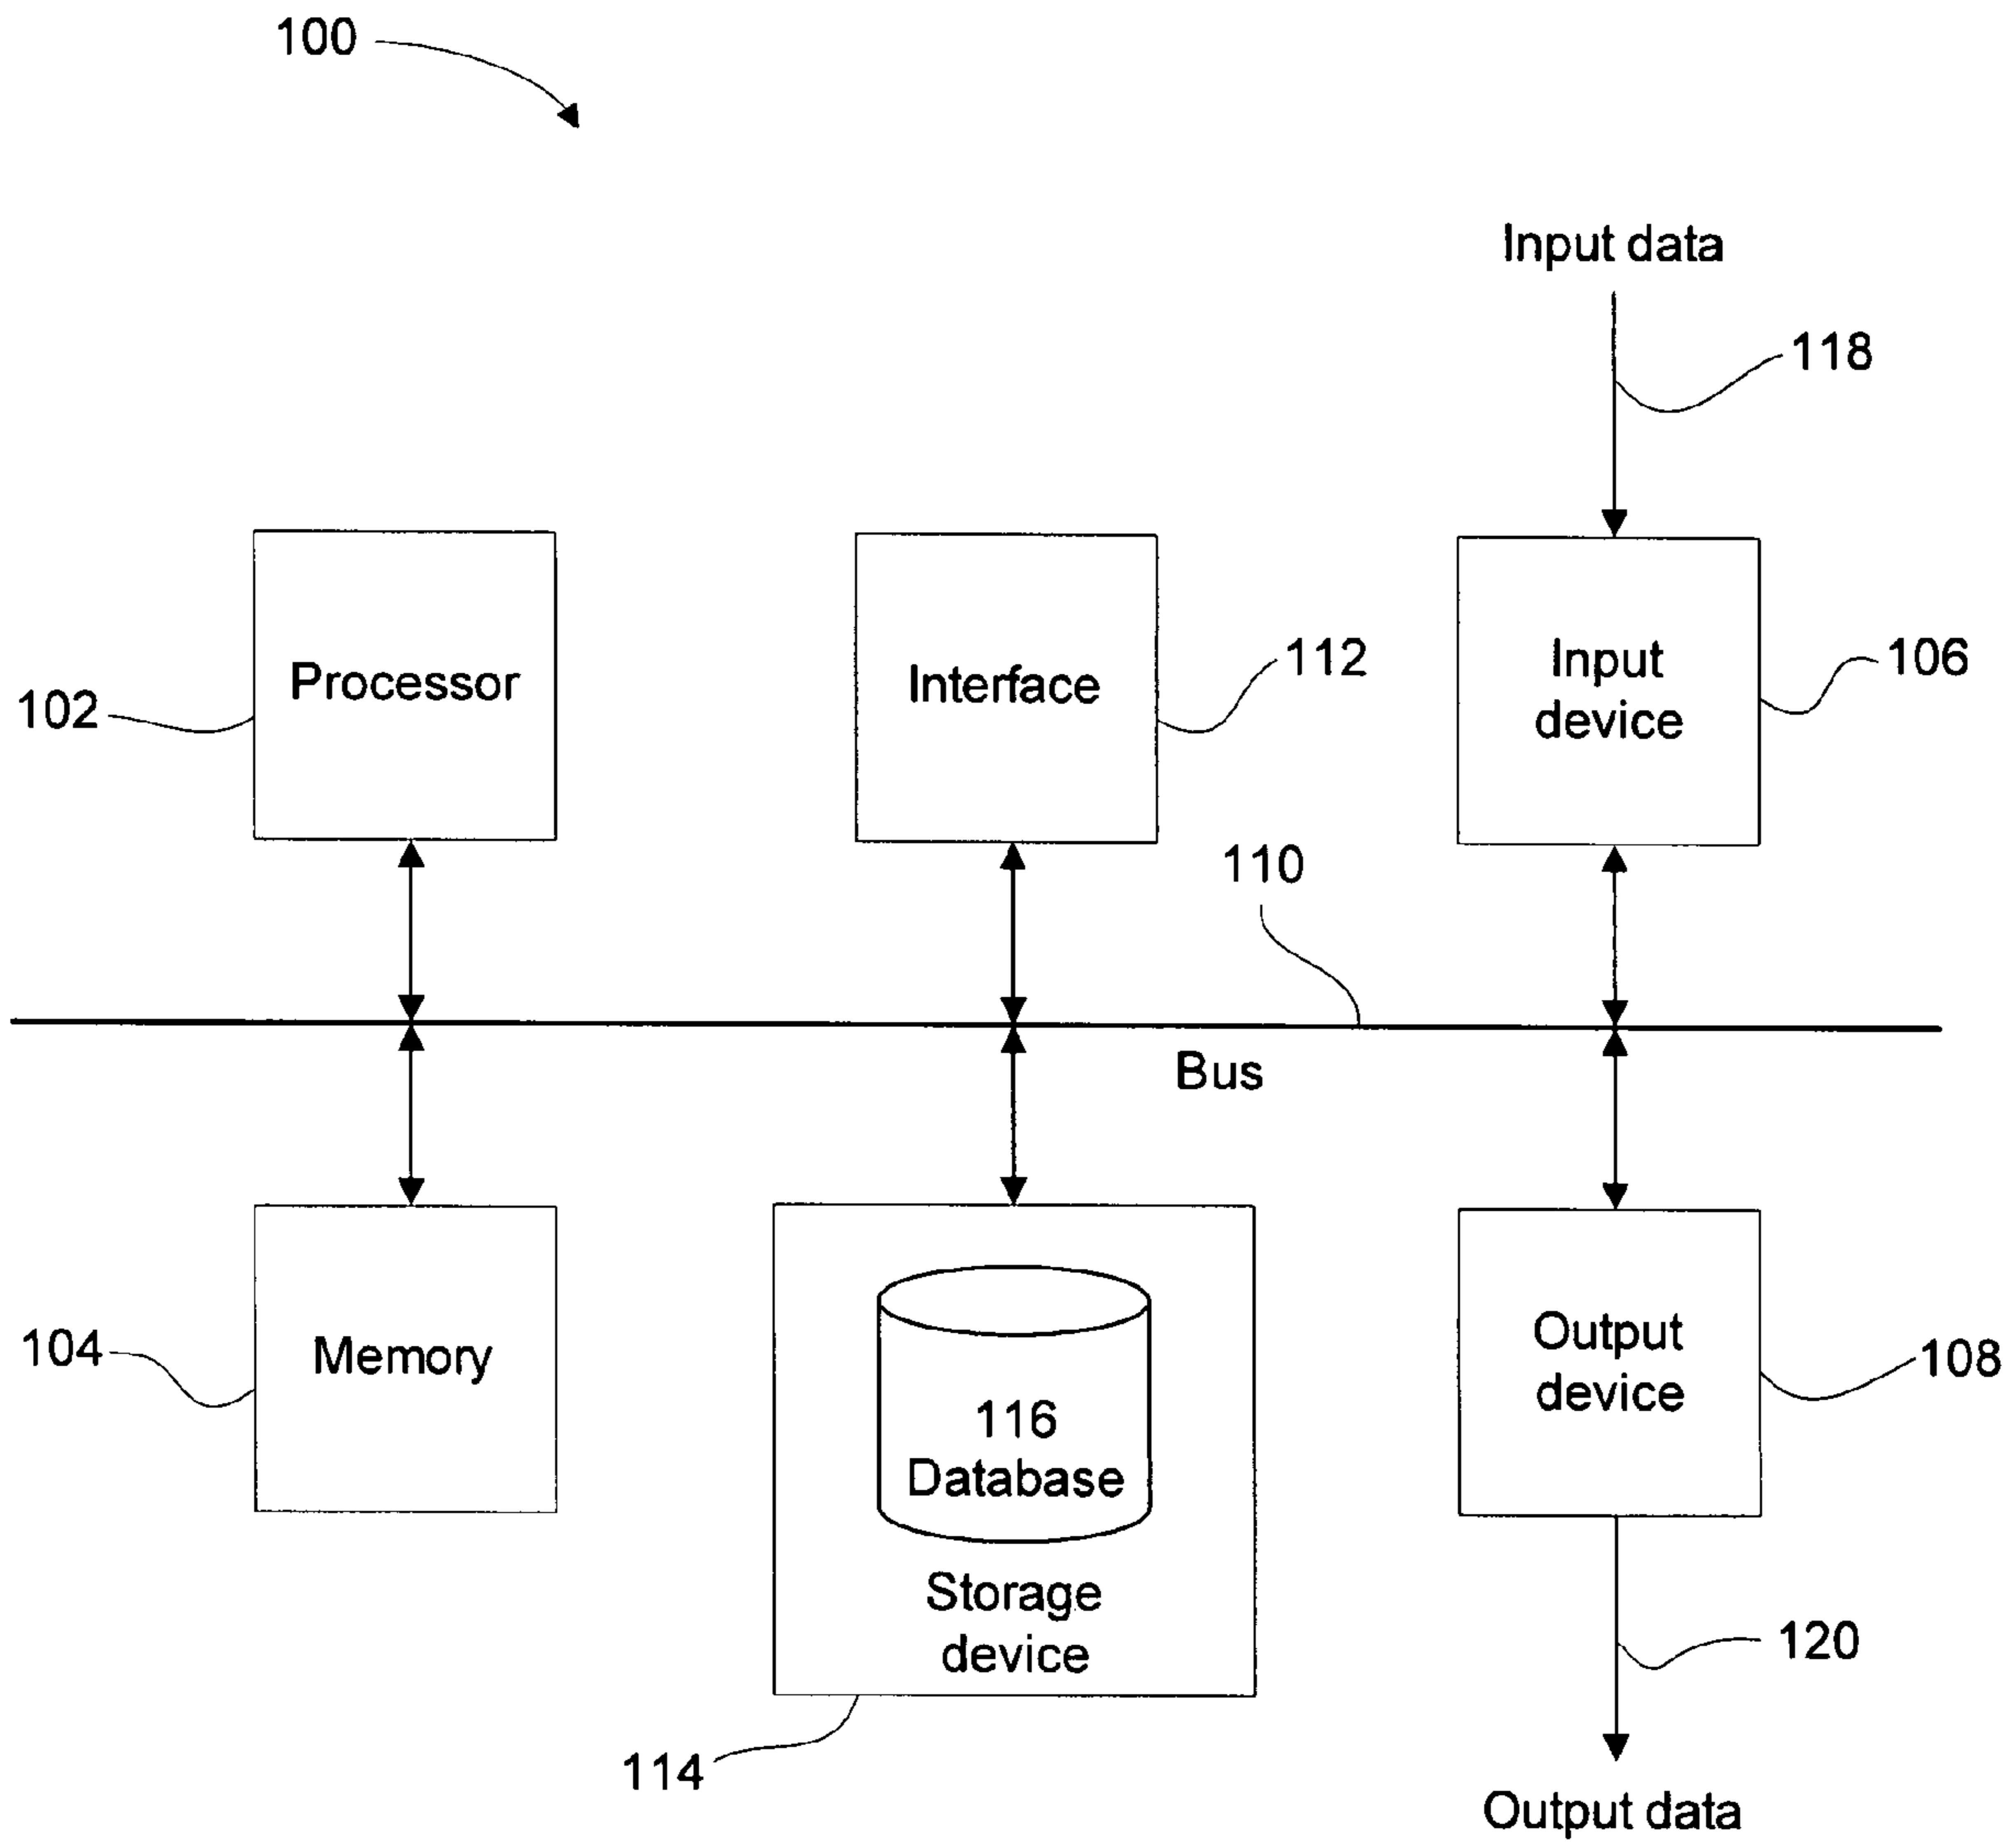 100
Input data
118
Processor
102
Interface
112
Input
device
106
110
Bus
Memory
104
116
Database
Storage
device
114
Output
device
108
120
Output data